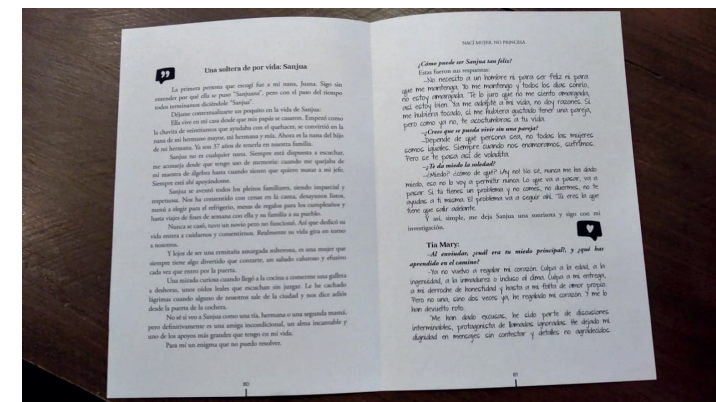 Una soltera de por vida: Sanjua
La primera persona que escogí fue a mi nana, Juana. Sigo sin
entender por qué ella se puso "Sanjuana", pero con el paso del tiempo
todos terminamos diciéndole "Sanjua".
Déjame contextualizarte un poquito en la vida de Sanjua:
Ella vive en mi casa desde que mis papás se casaron. Empezó como
la chavita de veintitantos que ayudaba con el quehacer, se convirtió en la
nana de mi hermano mayor, mi hermana y mía. Ahora es la nana del hijo
de mi hermana. Ya son 37 años de tenerla en nuestra familia.
Sanjua no es cualquier nana. Siempre está dispuesta a escuchar,
me aconseja desde que tengo uso de memoria: cuando me quejaba de
mi maestra de álgebra hasta cuando siento que quiero matar a mi jefe.
Siempre está ahí apoyándome.
Sanjua se aventó todos los pleitos familiares, siendo imparcial y
respetuosa. Nos ha consentido con cenas en la cama, desayunos listos,
mamá a elegir para el refrigerio, menús de regalos para los cumpleaños y
hasta viajes de fines de semana con ella y su familia a su pueblo.
Nunca se casó, tuvo un novio pero no funcionó. Así que dedicó su
vida entera a cuidarnos y consentirnos. Realmente su vida gira en torno
a nosotros.
Y lejos de ser una ermitaña amargada solterona, es una mujer que
siempre tiene algo divertido que contarte, un saludo caluroso y efusivo
cada vez que entro por la puerta.
Una mirada curiosa cuando llegó a la cocina a comerme una galleta
a deshoras, unos oídos leales que escuchan sin juzgar. Le he cachado
lágrimas cuando alguno de nosotros sale de la ciudad y nos dice adiós
desde la puerta de la cochera.
No sé si veo a Sanjua como una tía, hermana o una segunda mamá,
pero definitivamente es una amiga incondicional, un alma incansable y
uno de los apoyos más grandes que tengo en mi vida.
Para mí un enigma que no puedo resolver.
80
NACÍ MUJER, NO PRINCESA
¿Cómo puede ser Sanjua tan feliz?
Estas fueron sus respuestas:
—No necesito a un hombre ni para ser feliz ni para
que me mantenga. Yo me mantengo y todos los días sonrío,
no estoy amargada. Te lo juro que no me siento amargada,
así estoy bien. Ya me adapté a mi vida, no doy razones. Si
me hubiera tocado, sí me hubiera gustado tener una pareja,
pero como ya no, te acostumbras a tu vida.
—¿Crees que se pueda vivir sin una pareja?
—Depende de qué persona sea, no todas las mujeres
somos iguales. Siempre cuando nos enamoramos, sufrimos.
Pero se te pasa así de voladita.
—¿Te da miedo la soledad?
—¿Miedo? ¿cómo de qué? ¡Ay no! No sé, nunca me ha dado
miedo, eso no lo voy a permitir nunca. Lo que va a pasar, va a
pasar. Si tú tienes un problema y no comes, no duermes, no te
ayudas a ti misma. El problema va a seguir ahí. Tú eres la que
tiene que salir adelante.
Y así, simple, me deja Sanjua una sonrisota y sigo con mi
investigación.
Tía Mary:
-Al enviudar, ¿cuál era tu miedo principal?, y ¿qué has
aprendido en el camino?
-Ya no vuelvo a regalar mi corazón. Culpa a la edad, a la
ingenuidad, a la inmadurez o incluso al clima. Culpa a mi entrega,
a mi derroche de honestidad y hasta a mi falta de amor propio.
Pero no una, sino dos veces ya, he regalado mi corazón. Y me lo
han devuelto roto.
Me han dado excusas, he sido parte de discusiones
interminables, protagonista de llamadas ignoradas. He dejado mi
dignidad en mensajes sin contestar y detalles no agradecidos.
81